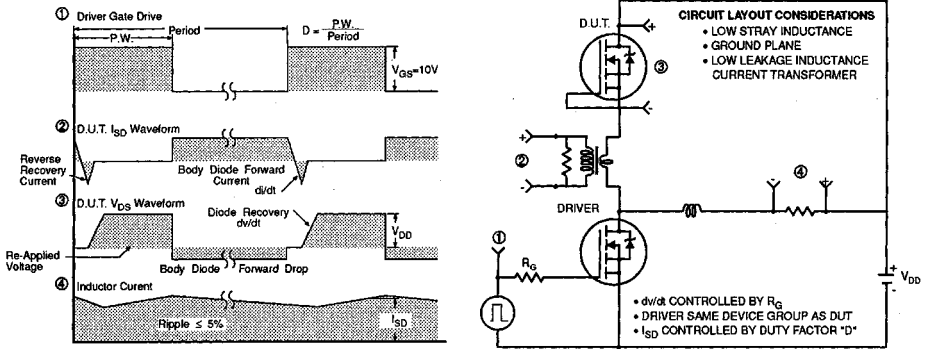 ① Driver Gate Drive
P.W.
Period
D = P.W.
Period
V_GS=10V
② D.U.T. I_SD Waveform
Reverse
Recovery
Current
Body Diode Forward
Current
di/dt
③ D.U.T. V_DS Waveform
Diode Recovery
dv/dt
V_DD
Re-Applied
Voltage
Body Diode Forward Drop
④ Inductor Curent
Ripple ≤ 5%
I_SD
D.U.T.
+
③
-
CIRCUIT LAYOUT CONSIDERATIONS
• LOW STRAY INDUCTANCE
• GROUND PLANE
• LOW LEAKAGE INDUCTANCE
CURRENT TRANSFORMER
+
②
-
④
- +
DRIVER
①
R_G
+
V_DD
-
• dv/dt CONTROLLED BY R_G
• DRIVER SAME DEVICE GROUP AS DUT
• I_SD CONTROLLED BY DUTY FACTOR "D"